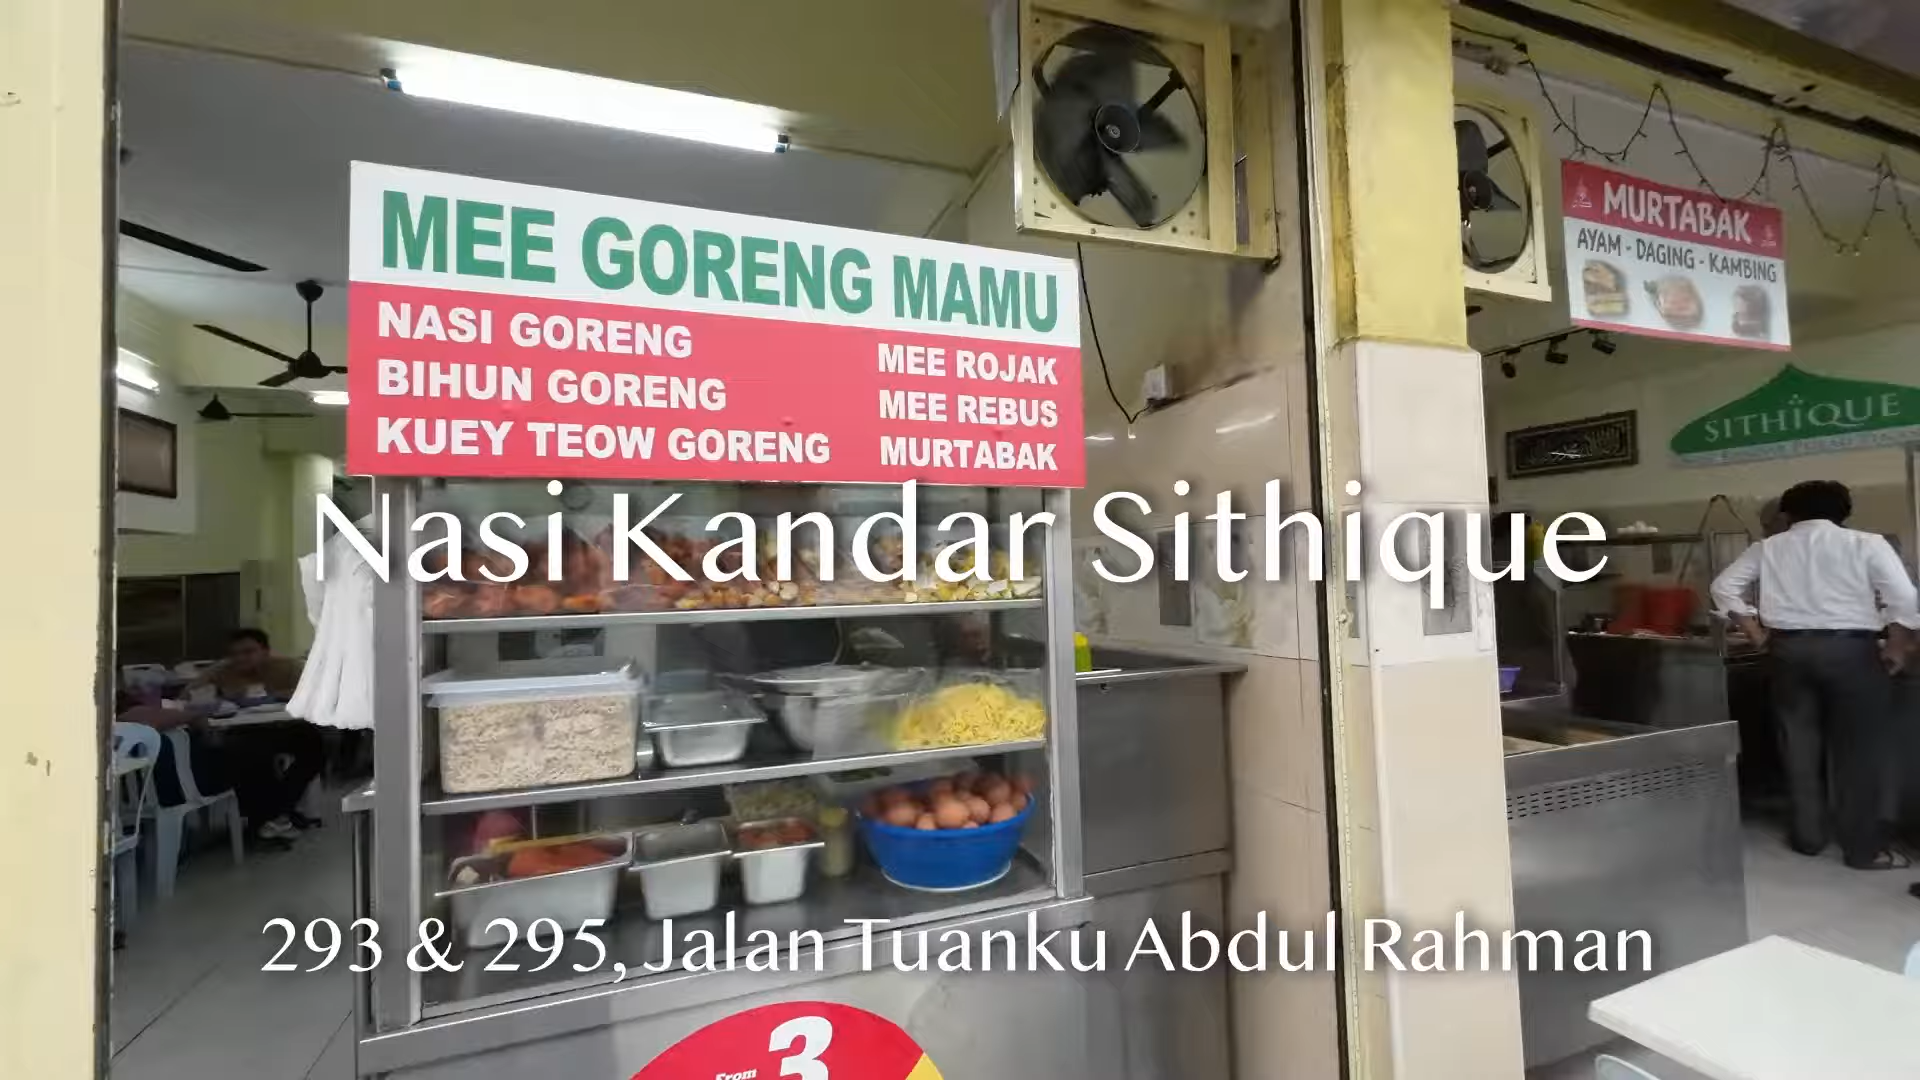 MEE GORENG MAMU
NASI GORENG
BIHUN GORENG
KUEY TEOW GORENG
MEE ROJAK
MEE REBUS
MURTABAK
MURTABAK
AYAM - DAGING - KAMBING
SITHIQUE
Nasi Kandar Sithique
293 & 295, Jalan Tuanku Abdul Rahman
From
3